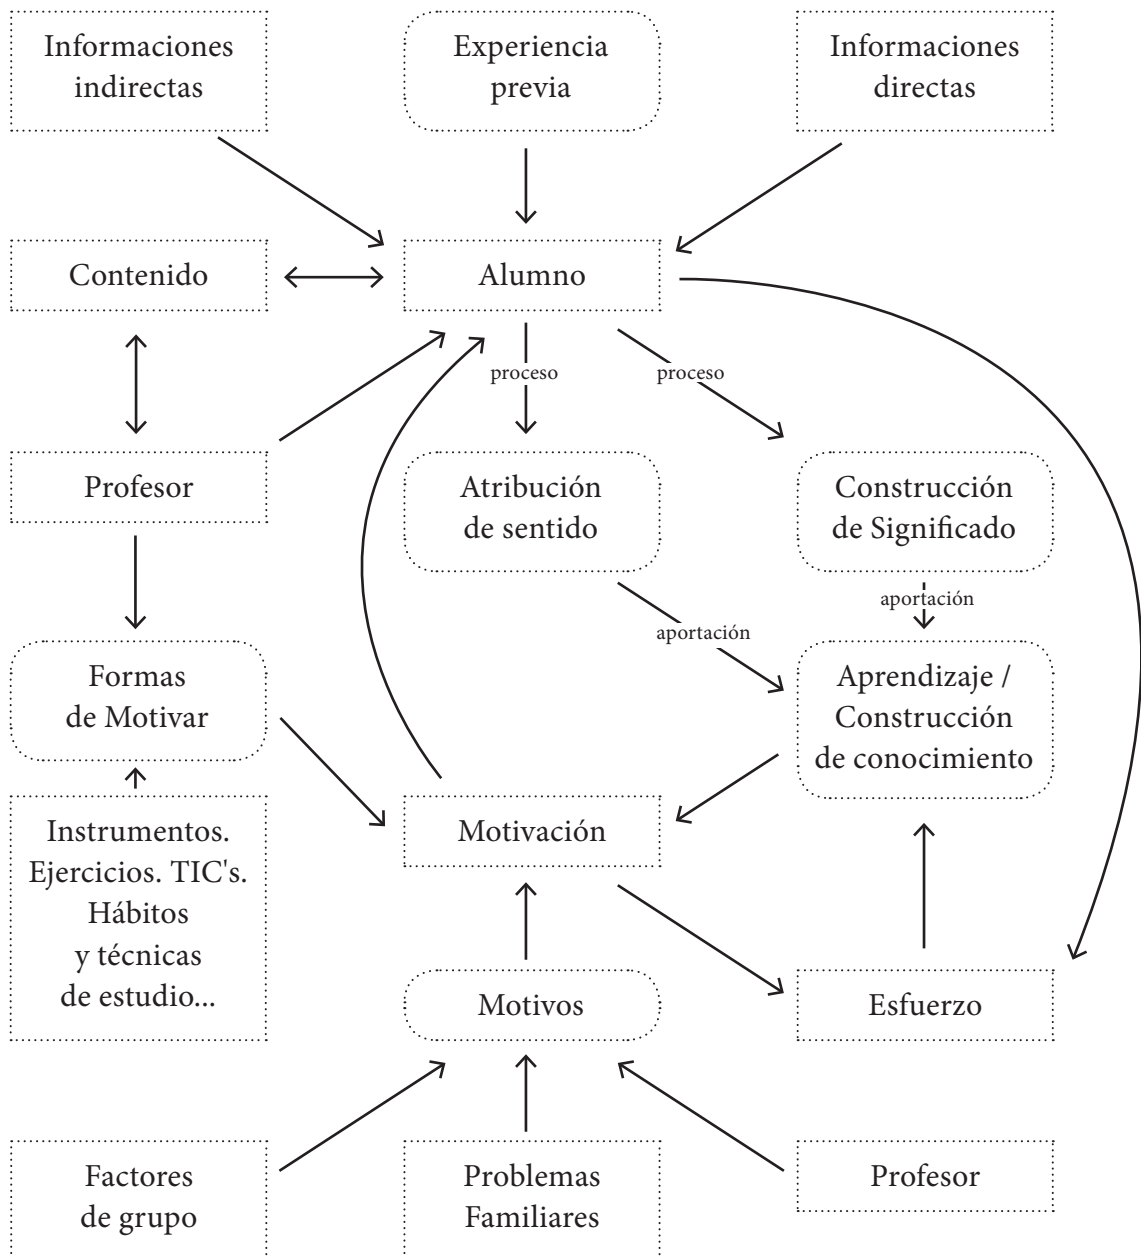 Informaciones
indirectas
Experiencia
previa
Informaciones
directas
Contenido
Alumno
proceso
proceso
Profesor
Atribución
de sentido
Construcción
de Significado
aportación
aportación
Formas
de Motivar
Aprendizaje /
Construcción
de conocimiento
Instrumentos.
Ejercicios. TIC's.
Hábitos
y técnicas
de estudio...
Motivación
Motivos
Esfuerzo
Factores
de grupo
Problemas
Familiares
Profesor